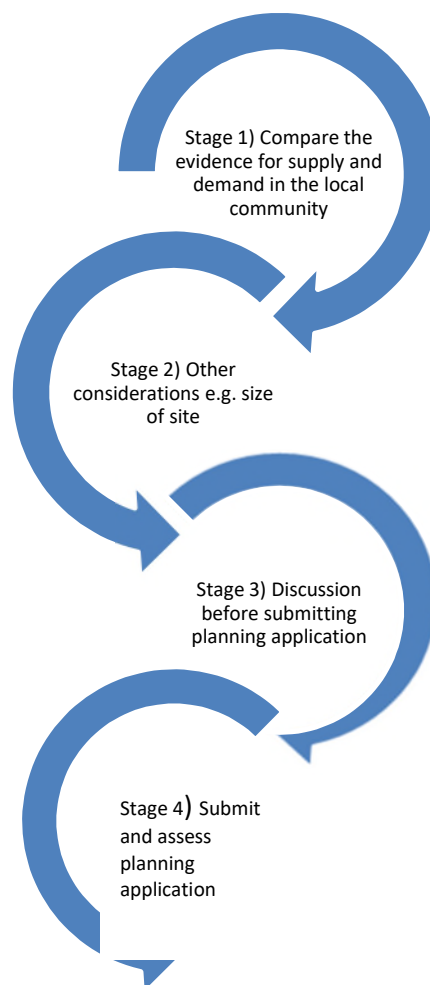 Stage 1) Compare the
evidence for supply and
demand in the local
community
Stage 2) Other
considerations e.g. size
of site
Stage 3) Discussion
before submitting
planning application
Stage 4) Submit
and assess
planning
application